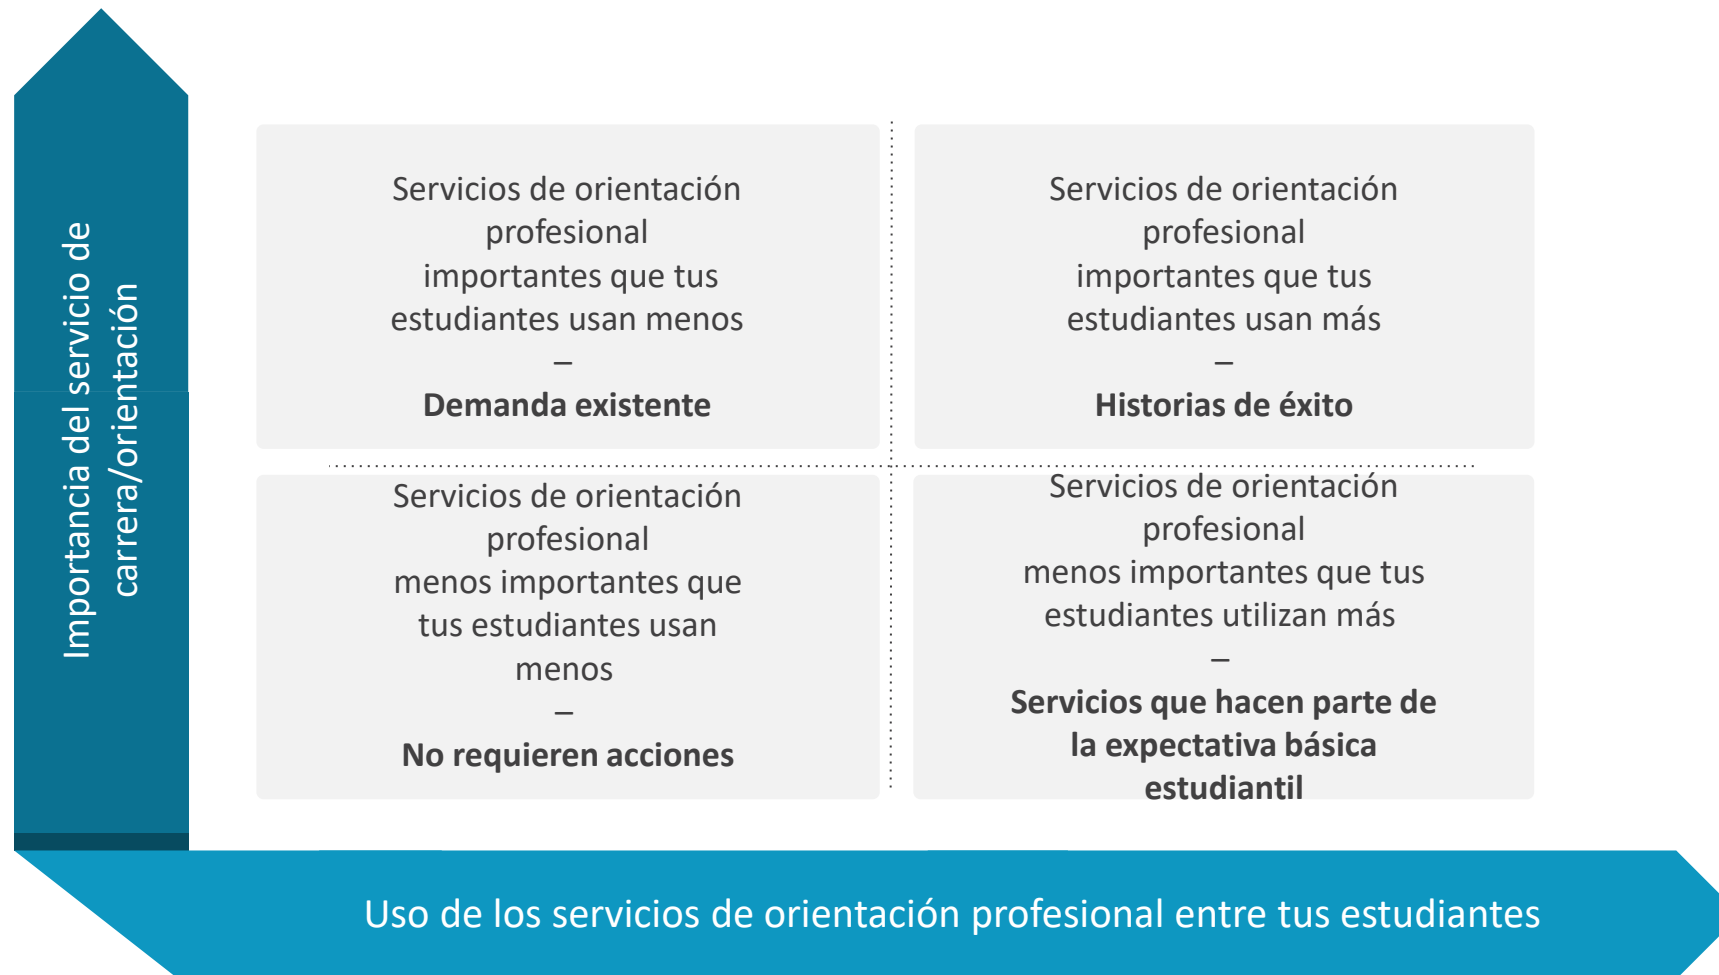 Importancia del servicio de
carrera/orientación
Servicios de orientación
profesional
importantes que tus
estudiantes usan menos
–
Demanda existente
Servicios de orientación
profesional
importantes que tus
estudiantes usan más
–
Historias de éxito
Servicios de orientación
profesional
menos importantes que
tus estudiantes usan
menos
–
No requieren acciones
Servicios de orientación
profesional
menos importantes que tus
estudiantes utilizan más
–
Servicios que hacen parte de
la expectativa básica
estudiantil
Uso de los servicios de orientación profesional entre tus estudiantes